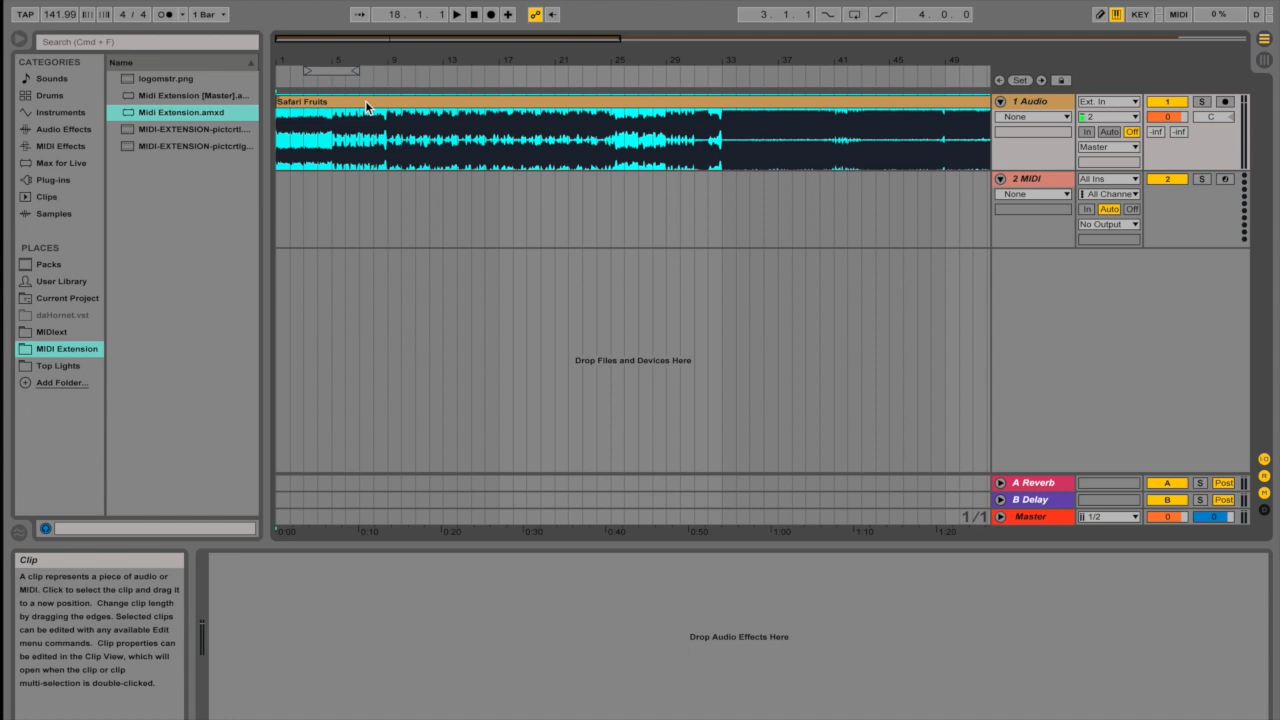 TAP 141.99 4 / 4 1 Bar 18. 1. 1 3. 1. 1 4. 0. 0 KEY MIDI 0 % D
Search (Cmd + F)
CATEGORIES
Sounds
Drums
Instruments
Audio Effects
MIDI Effects
Max for Live
Plug-ins
Clips
Samples
PLACES
Packs
User Library
Current Project
daHornet.vst
MIDIext
MIDI Extension
Top Lights
Add Folder...
Name
logomstr.png
Midi Extension [Master].a...
Midi Extension.amxd
MIDI-EXTENSION-pictcrtl....
MIDI-EXTENSION-pictcrtig...
1 5 9 13 17 21 25 29 33 37 41 45 49
Set
Safari Fruits
1 Audio Ext. In 1 S
None 2 0 C
In Auto Off -inf -inf
Master
2 MIDI All Ins 2 S
None All Channe
In Auto Off
No Output
Drop Files and Devices Here
A Reverb A S Post
B Delay B S Post
1/1 Master 1/2 0 0
0:00 0:10 0:20 0:30 0:40 0:50 1:00 1:10 1:20
Clip
A clip represents a piece of audio or
MIDI. Click to select the clip and drag it
to a new position. Change clip length
by dragging the edges. Selected clips
can be edited with any available Edit
menu commands. Clip properties can
be edited in the Clip View, which will
open when the clip or clip
multi-selection is double-clicked.
Drop Audio Effects Here